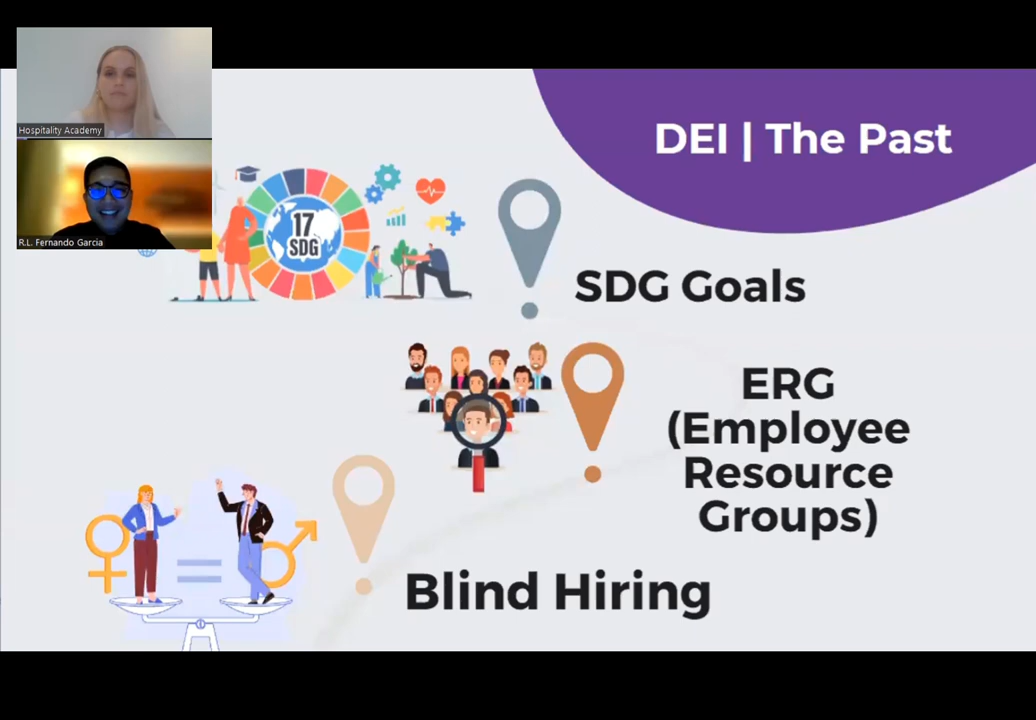 Hospitality Academy
R.L. Fernando Garcia
DEI | The Past
17
SDG
SDG Goals
ERG
(Employee
Resource
Groups)
Blind Hiring